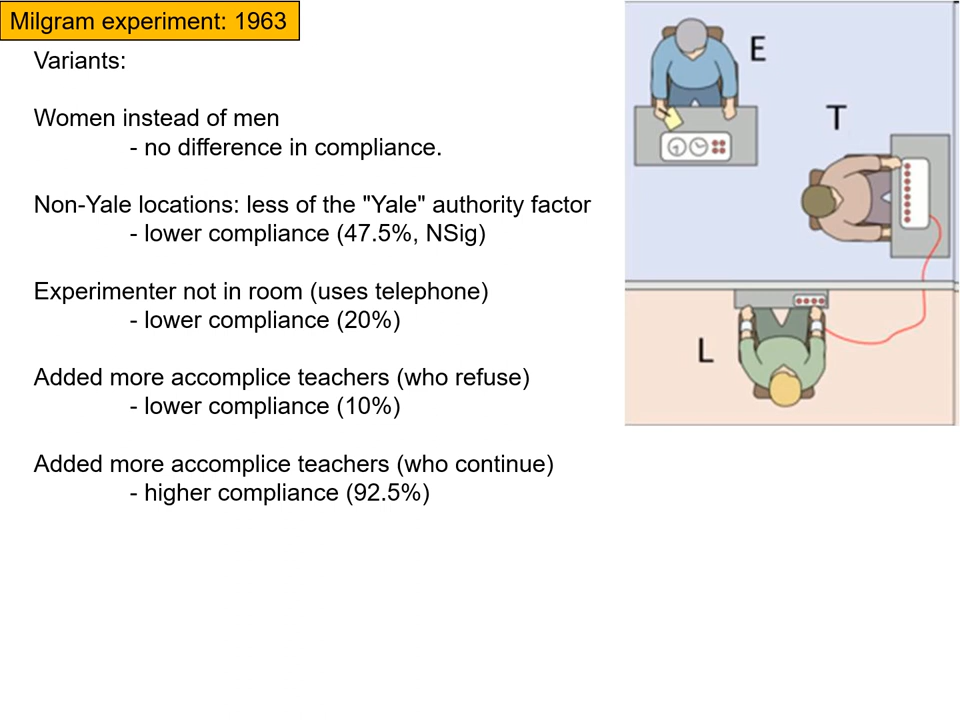 Milgram experiment: 1963
Variants:
Women instead of men
- no difference in compliance.
Non-Yale locations: less of the "Yale" authority factor
- lower compliance (47.5%, NSig)
Experimenter not in room (uses telephone)
- lower compliance (20%)
Added more accomplice teachers (who refuse)
- lower compliance (10%)
Added more accomplice teachers (who continue)
- higher compliance (92.5%)
E
T
L